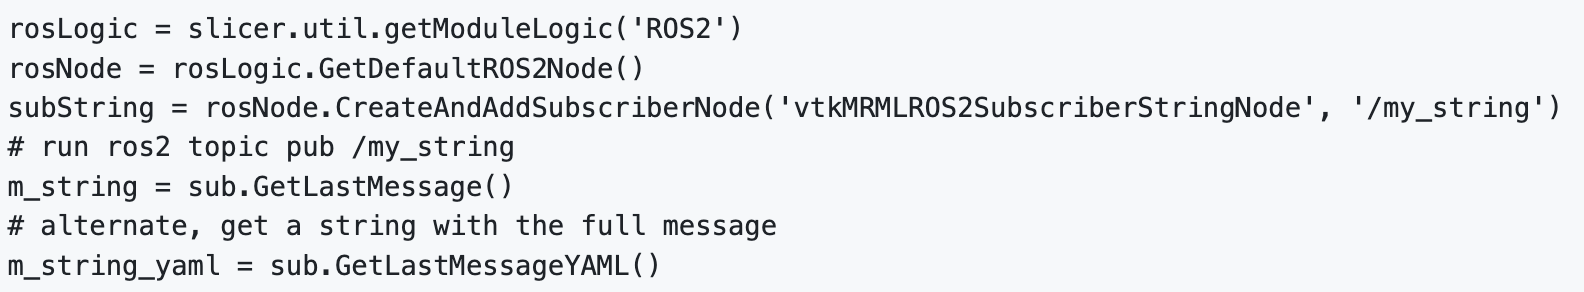 rosLogic = slicer.util.getModuleLogic('ROS2')
rosNode = rosLogic.GetDefaultROS2Node()
subString = rosNode.CreateAndAddSubscriberNode('vtkMRMLROS2SubscriberStringNode', '/my_string')
# run ros2 topic pub /my_string
m_string = sub.GetLastMessage()
# alternate, get a string with the full message
m_string_yaml = sub.GetLastMessageYAML()